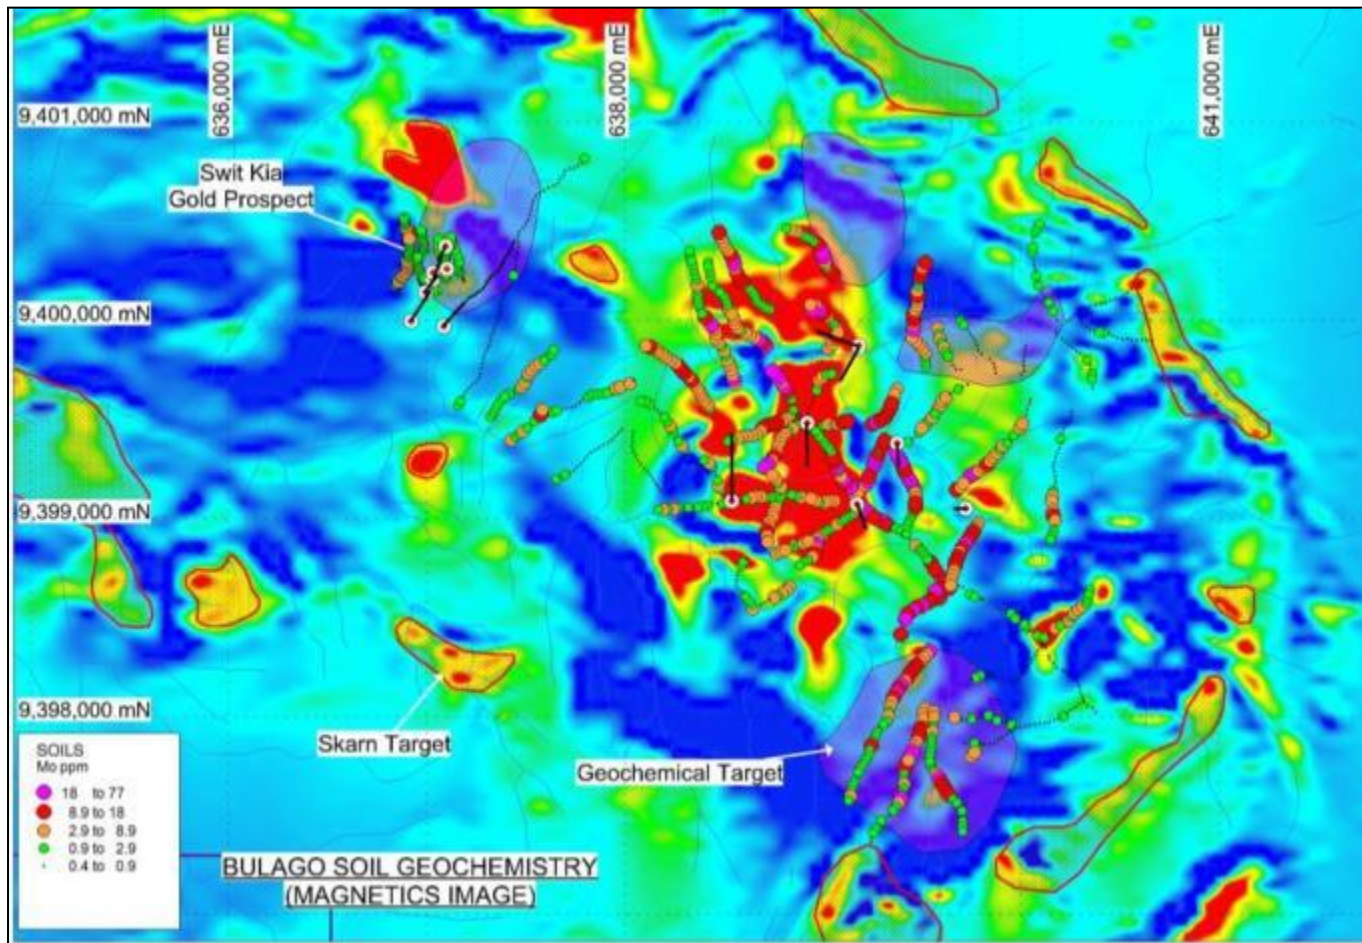 636,000 mE
638,000 mE
641,000 mE
9,401,000 mN
Swit Kia
Gold Prospect
9,400,000 mN
9,399,000 mN
9,398,000 mN
Skarn Target
Geochemical Target
SOILS
Mo ppm
18 to 77
8.9 to 18
2.9 to 8.9
0.9 to 2.9
0.4 to 0.9
BULAGO SOIL GEOCHEMISTRY
(MAGNETICS IMAGE)